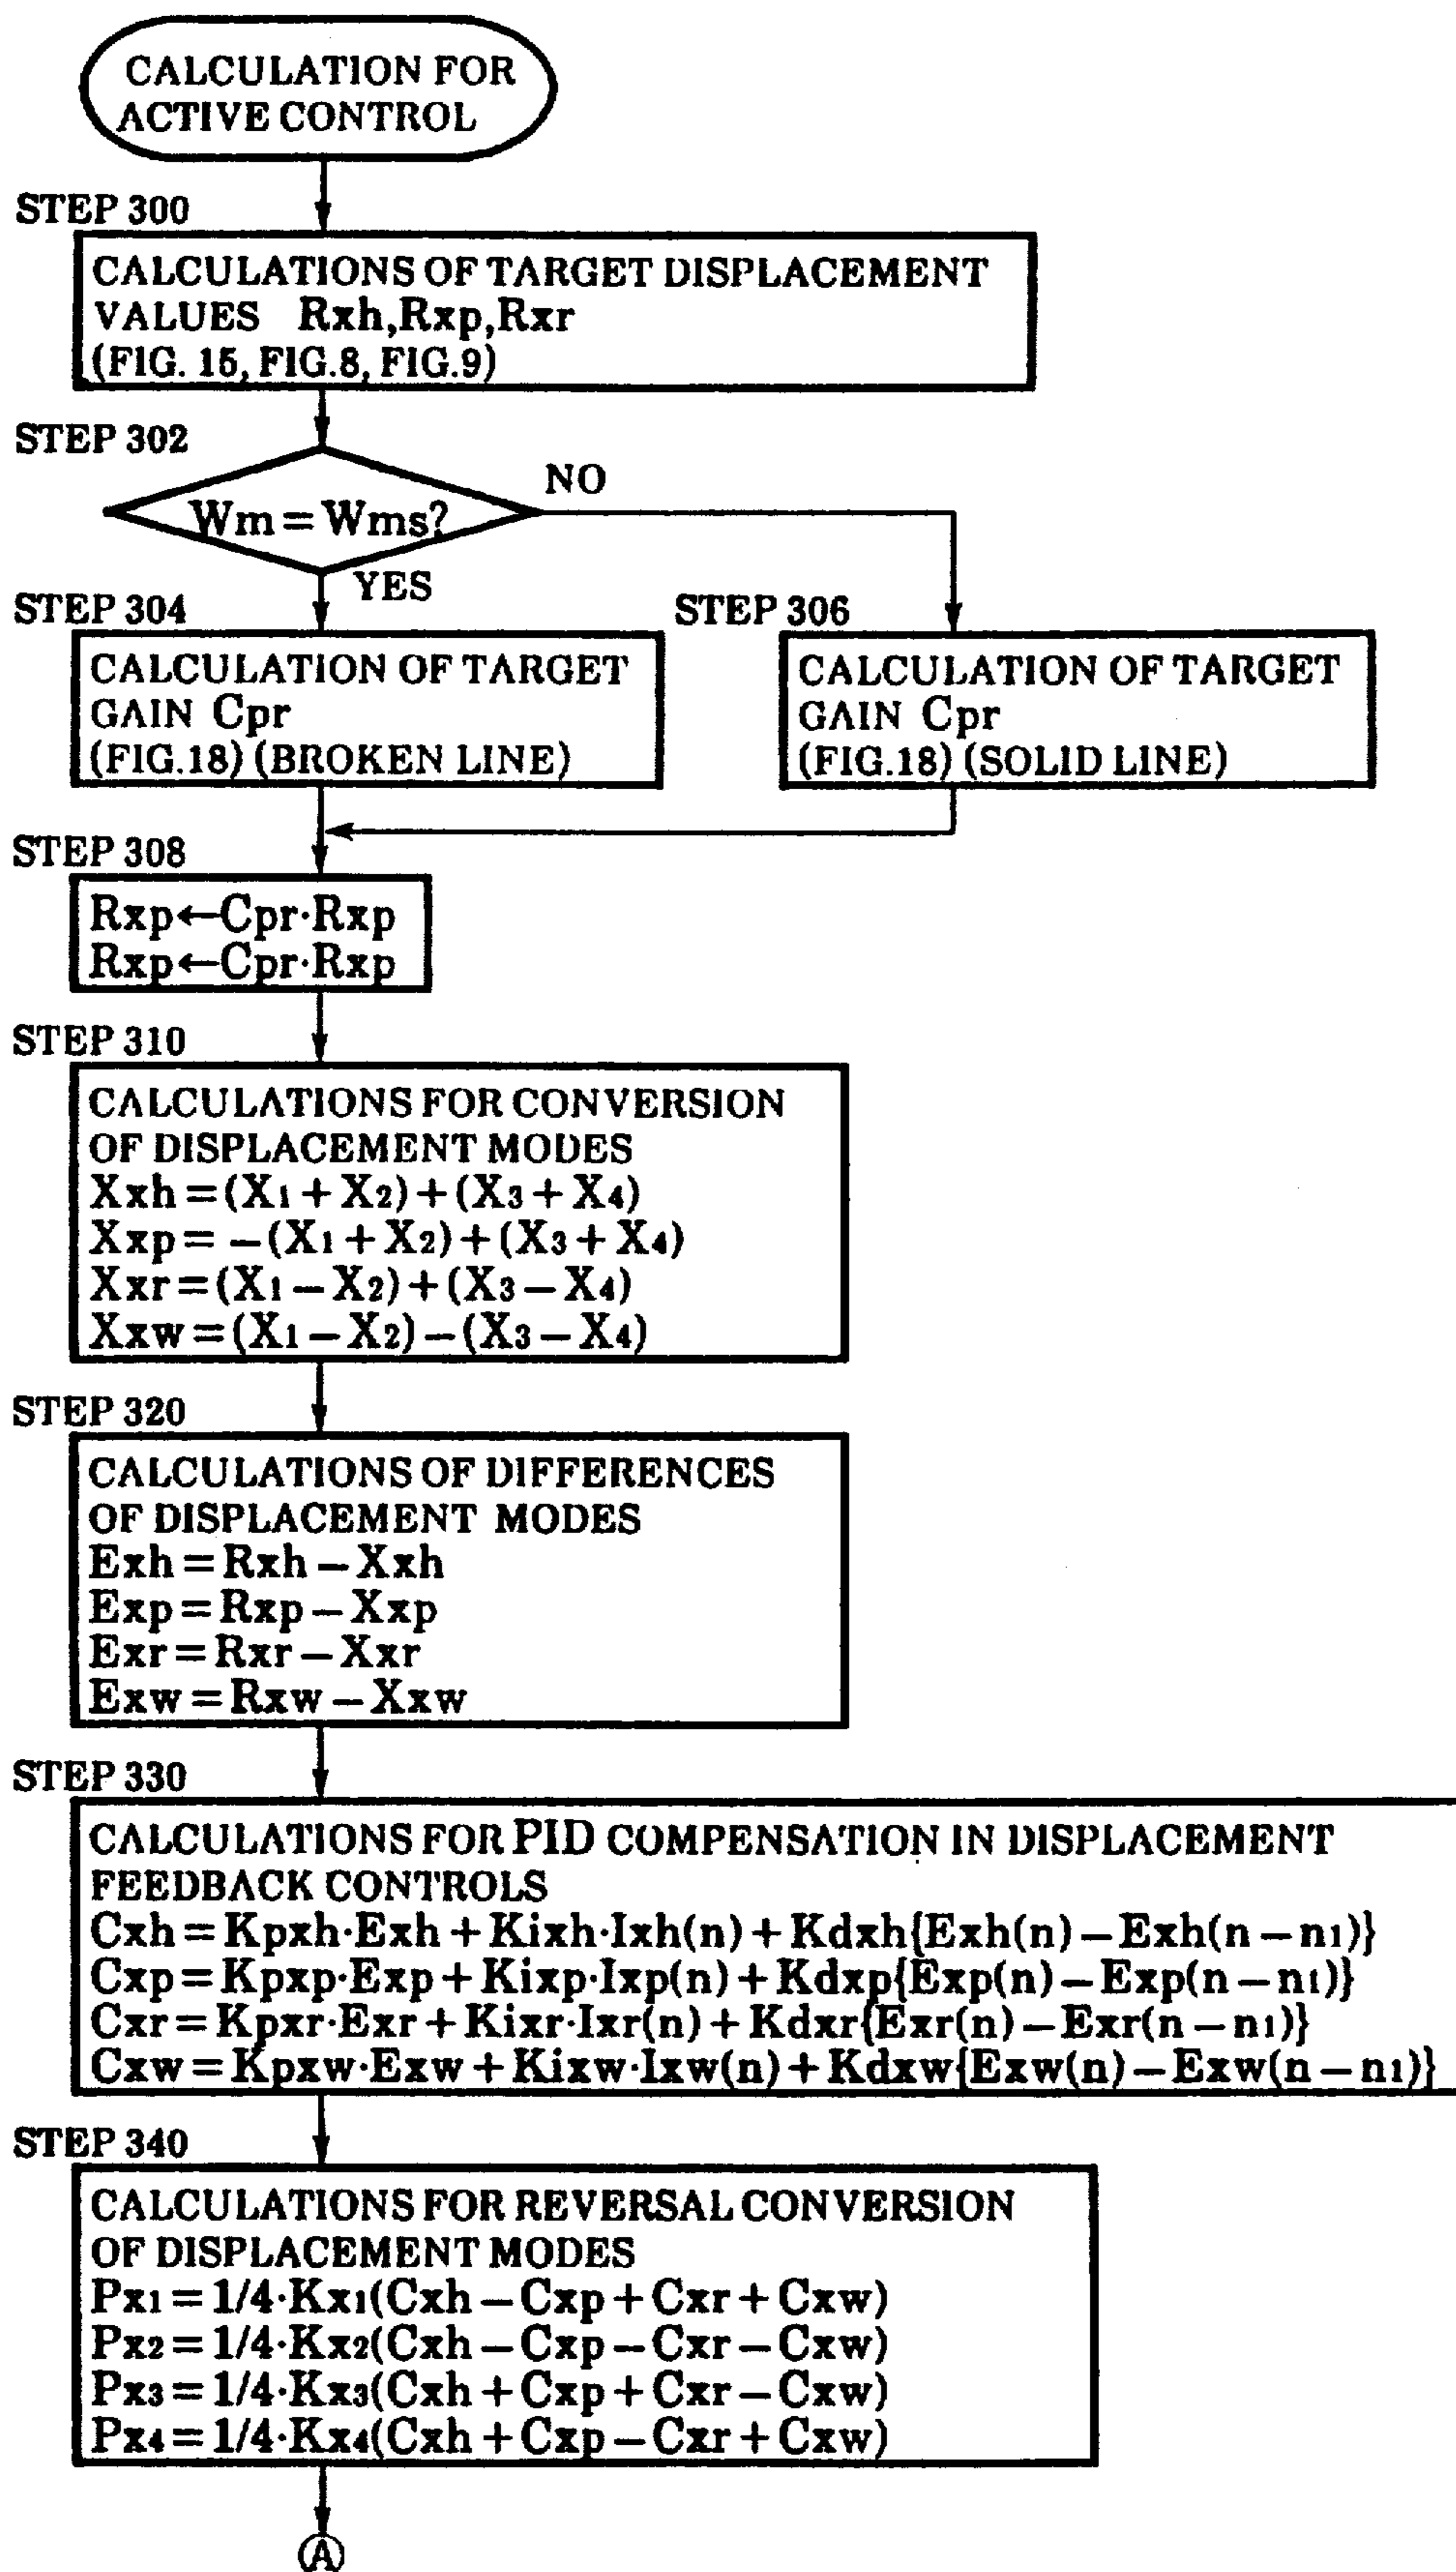 CALCULATION FOR
ACTIVE CONTROL
STEP 300
CALCULATIONS OF TARGET DISPLACEMENT
VALUES Rxh,Rxp,Rxr
(FIG. 15, FIG.8, FIG.9)
STEP 302
Wm=Wms?
NO
YES
STEP 304
CALCULATION OF TARGET
GAIN Cpr
(FIG.18) (BROKEN LINE)
STEP 306
CALCULATION OF TARGET
GAIN Cpr
(FIG.18) (SOLID LINE)
STEP 308
Rxp←Cpr·Rxp
Rxp←Cpr·Rxp
STEP 310
CALCULATIONS FOR CONVERSION
OF DISPLACEMENT MODES
Xxh=(X1+X2)+(X3+X4)
Xxp=−(X1+X2)+(X3+X4)
Xxr=(X1−X2)+(X3−X4)
Xxw=(X1−X2)−(X3−X4)
STEP 320
CALCULATIONS OF DIFFERENCES
OF DISPLACEMENT MODES
Exh=Rxh−Xxh
Exp=Rxp−Xxp
Exr=Rxr−Xxr
Exw=Rxw−Xxw
STEP 330
CALCULATIONS FOR PID COMPENSATION IN DISPLACEMENT
FEEDBACK CONTROLS
Cxh=Kpxh·Exh+Kixh·Ixh(n)+Kdxh{Exh(n)−Exh(n−n1)}
Cxp=Kpxp·Exp+Kixp·Ixp(n)+Kdxp{Exp(n)−Exp(n−n1)}
Cxr=Kpxr·Exr+Kixr·Ixr(n)+Kdxr{Exr(n)−Exr(n−n1)}
Cxw=Kpxw·Exw+Kixw·Ixw(n)+Kdxw{Exw(n)−Exw(n−n1)}
STEP 340
CALCULATIONS FOR REVERSAL CONVERSION
OF DISPLACEMENT MODES
Px1=1/4·Kx1(Cxh−Cxp+Cxr+Cxw)
Px2=1/4·Kx2(Cxh−Cxp−Cxr−Cxw)
Px3=1/4·Kx3(Cxh+Cxp+Cxr−Cxw)
Px4=1/4·Kx4(Cxh+Cxp−Cxr+Cxw)
A